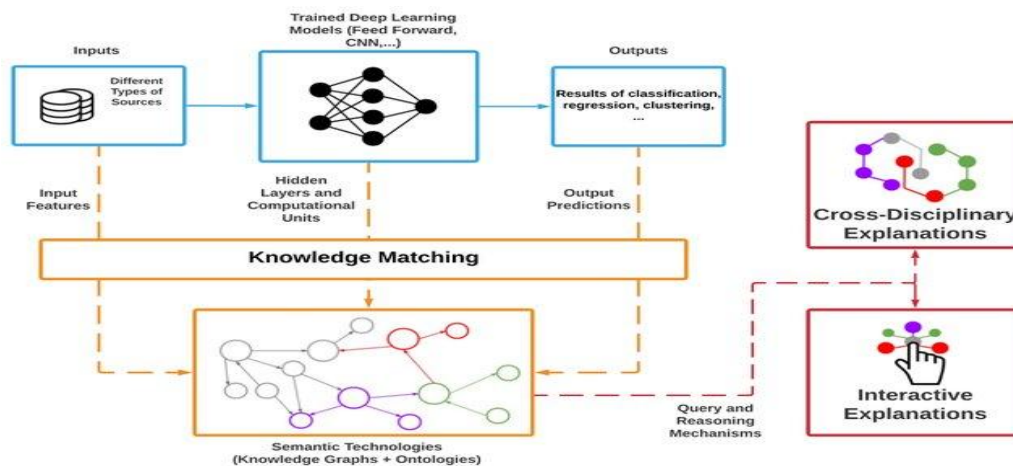 Trained Deep Learning
Models (Feed Forward,
CNN,...)
Inputs
Outputs
Different
Types of
Sources
Results of classification,
regression, clustering,
...
Input
Features
Hidden
Layers and
Computational
Units
Output
Predictions
Knowledge Matching
Cross-Disciplinary
Explanations
Interactive
Explanations
Query and
Reasoning
Mechanisms
Semantic Technologies
(Knowledge Graphs + Ontologies)